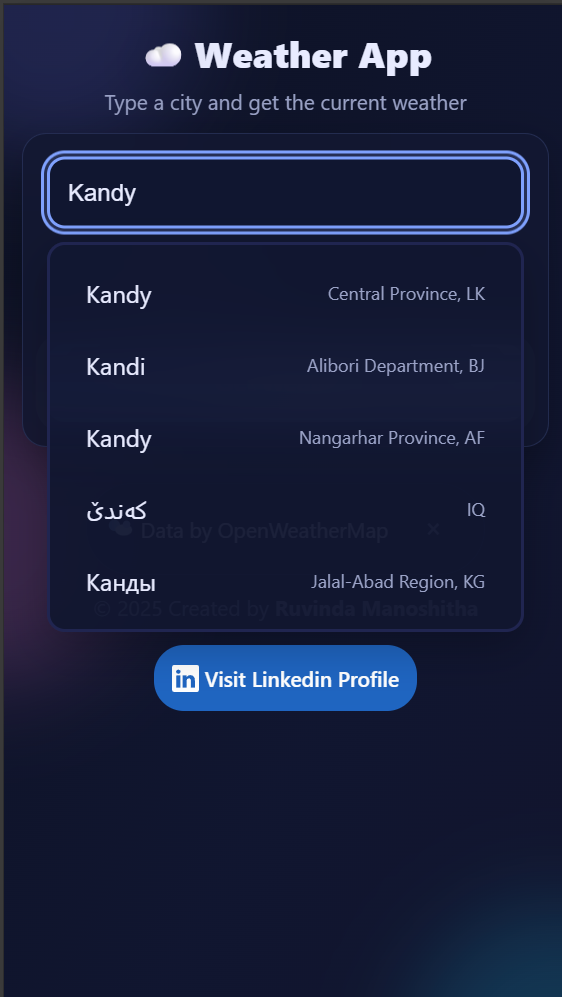 Weather App
Type a city and get the current weather
Kandy
Kandy Central Province, LK
Kandi Alibori Department, BJ
Kandy Nangarhar Province, AF
کەندێ IQ
Data by OpenWeatherMap ×
Канды Jalal-Abad Region, KG
© 2025 Created by Ruvinda Manoshitha
in Visit Linkedin Profile